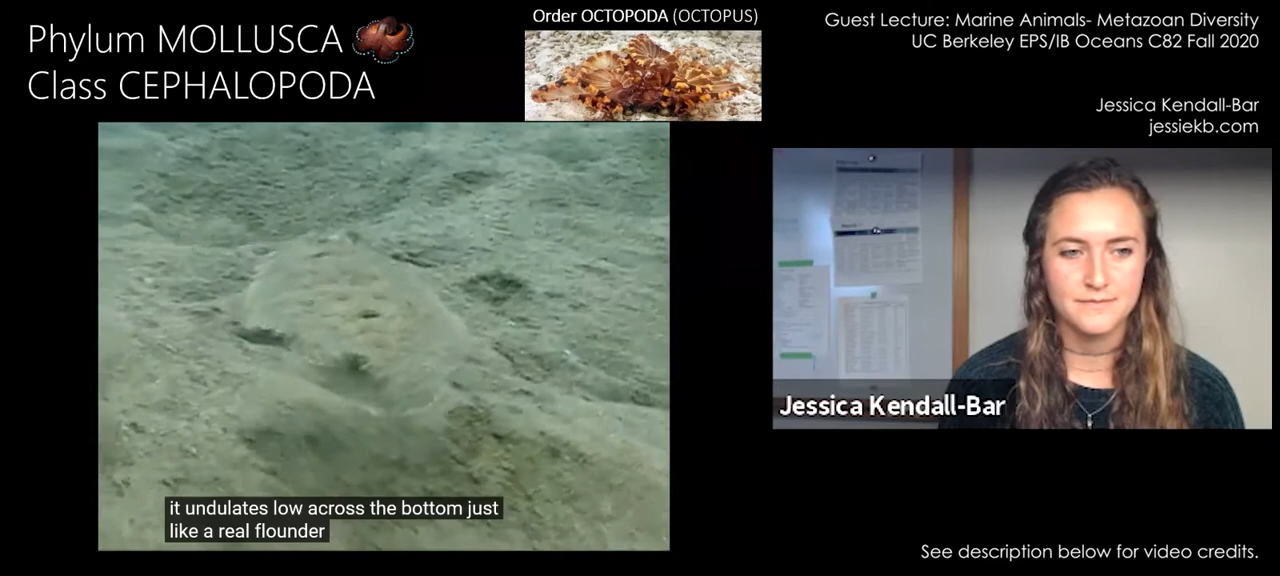 Phylum MOLLUSCA
Class CEPHALOPODA
Order OCTOPODA (OCTOPUS)
Guest Lecture: Marine Animals- Metazoan Diversity
UC Berkeley EPS/IB Oceans C82 Fall 2020
Jessica Kendall-Bar
jessiekb.com
Jessica Kendall-Bar
it undulates low across the bottom just
like a real flounder
See description below for video credits.